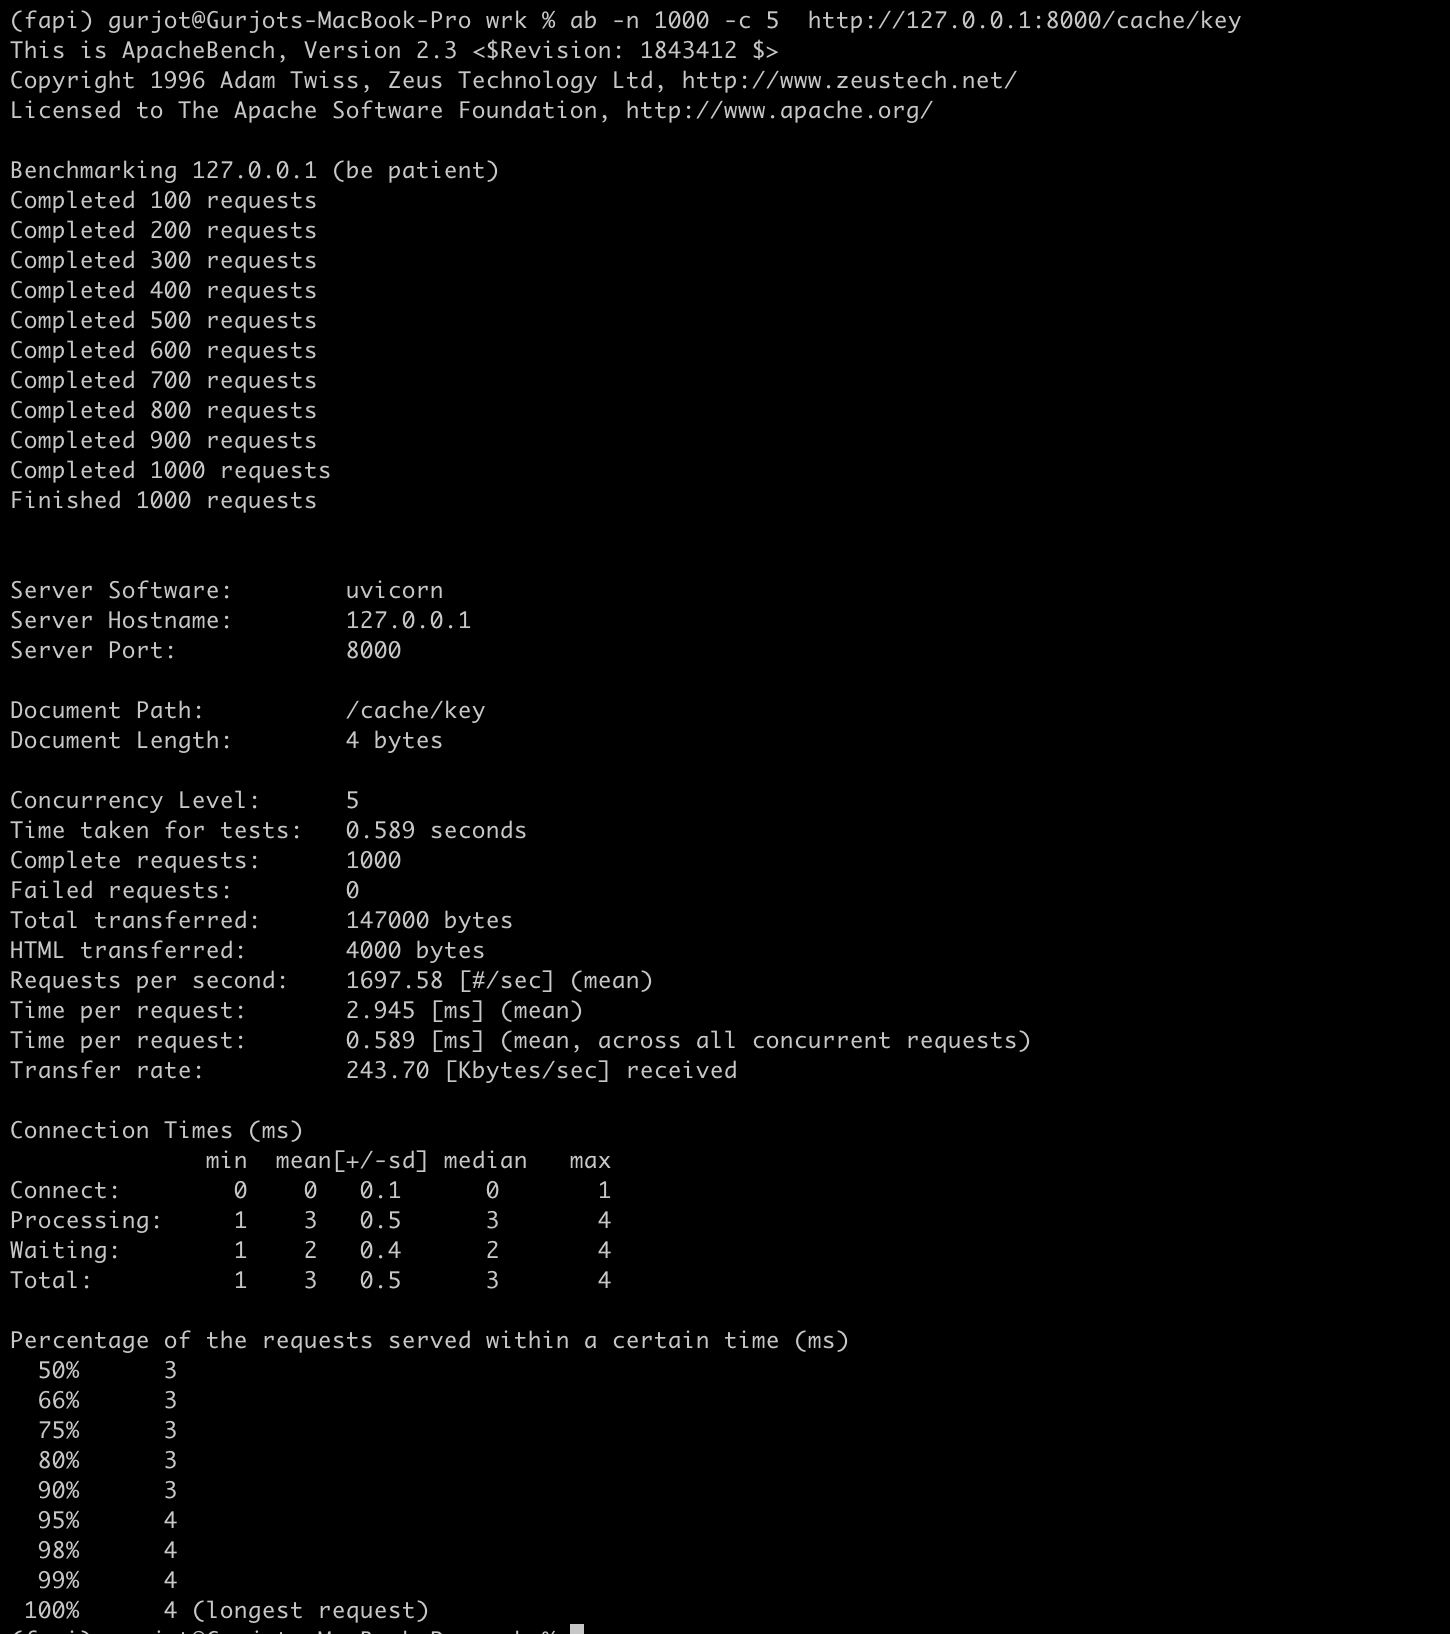 (fapi) gurjot@Gurjots-MacBook-Pro wrk % ab -n 1000 -c 5  http://127.0.0.1:8000/cache/key
This is ApacheBench, Version 2.3 <$Revision: 1843412 $>
Copyright 1996 Adam Twiss, Zeus Technology Ltd, http://www.zeustech.net/
Licensed to The Apache Software Foundation, http://www.apache.org/

Benchmarking 127.0.0.1 (be patient)
Completed 100 requests
Completed 200 requests
Completed 300 requests
Completed 400 requests
Completed 500 requests
Completed 600 requests
Completed 700 requests
Completed 800 requests
Completed 900 requests
Completed 1000 requests
Finished 1000 requests


Server Software:        uvicorn
Server Hostname:        127.0.0.1
Server Port:            8000

Document Path:          /cache/key
Document Length:        4 bytes

Concurrency Level:      5
Time taken for tests:   0.589 seconds
Complete requests:      1000
Failed requests:        0
Total transferred:      147000 bytes
HTML transferred:       4000 bytes
Requests per second:    1697.58 [#/sec] (mean)
Time per request:       2.945 [ms] (mean)
Time per request:       0.589 [ms] (mean, across all concurrent requests)
Transfer rate:          243.70 [Kbytes/sec] received

Connection Times (ms)
              min  mean[+/-sd] median   max
Connect:        0    0   0.1      0       1
Processing:     1    3   0.5      3       4
Waiting:        1    2   0.4      2       4
Total:          1    3   0.5      3       4

Percentage of the requests served within a certain time (ms)
  50%      3
  66%      3
  75%      3
  80%      3
  90%      3
  95%      4
  98%      4
  99%      4
 100%      4 (longest request)